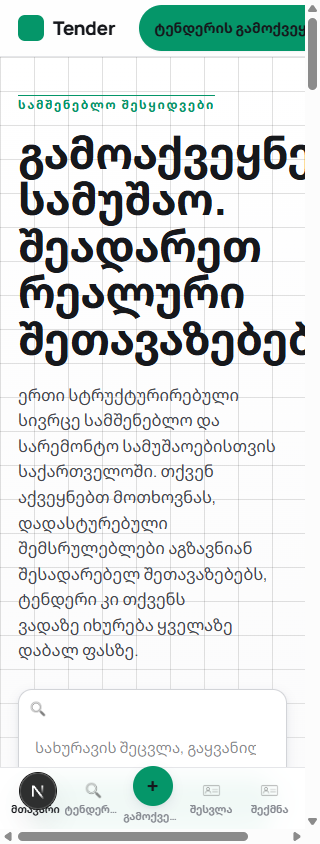 Tender
ტენდერის გამოქვეყ
სამშენებლო შესყიდვები
გამოაქვეყნე
სამუშაო.
შეადარეთ
რეალური
შეთავაზებებ
ერთი სტრუქტურირებული
სივრცე სამშენებლო და
სარემონტო სამუშაოებისთვის
საქართველოში. თქვენ
აქვეყნებთ მოთხოვნას,
დადასტურებული
შემსრულებლები აგზავნიან
შესადარებელ შეთავაზებებს,
ტენდერი კი თქვენს
ვადაზე იხურება ყველაზე
დაბალ ფასზე.
სახურავის შეცვლა, გაყვანილ
N
მთავარი ტენდერ... გამოქვე... შესვლა შექმნა